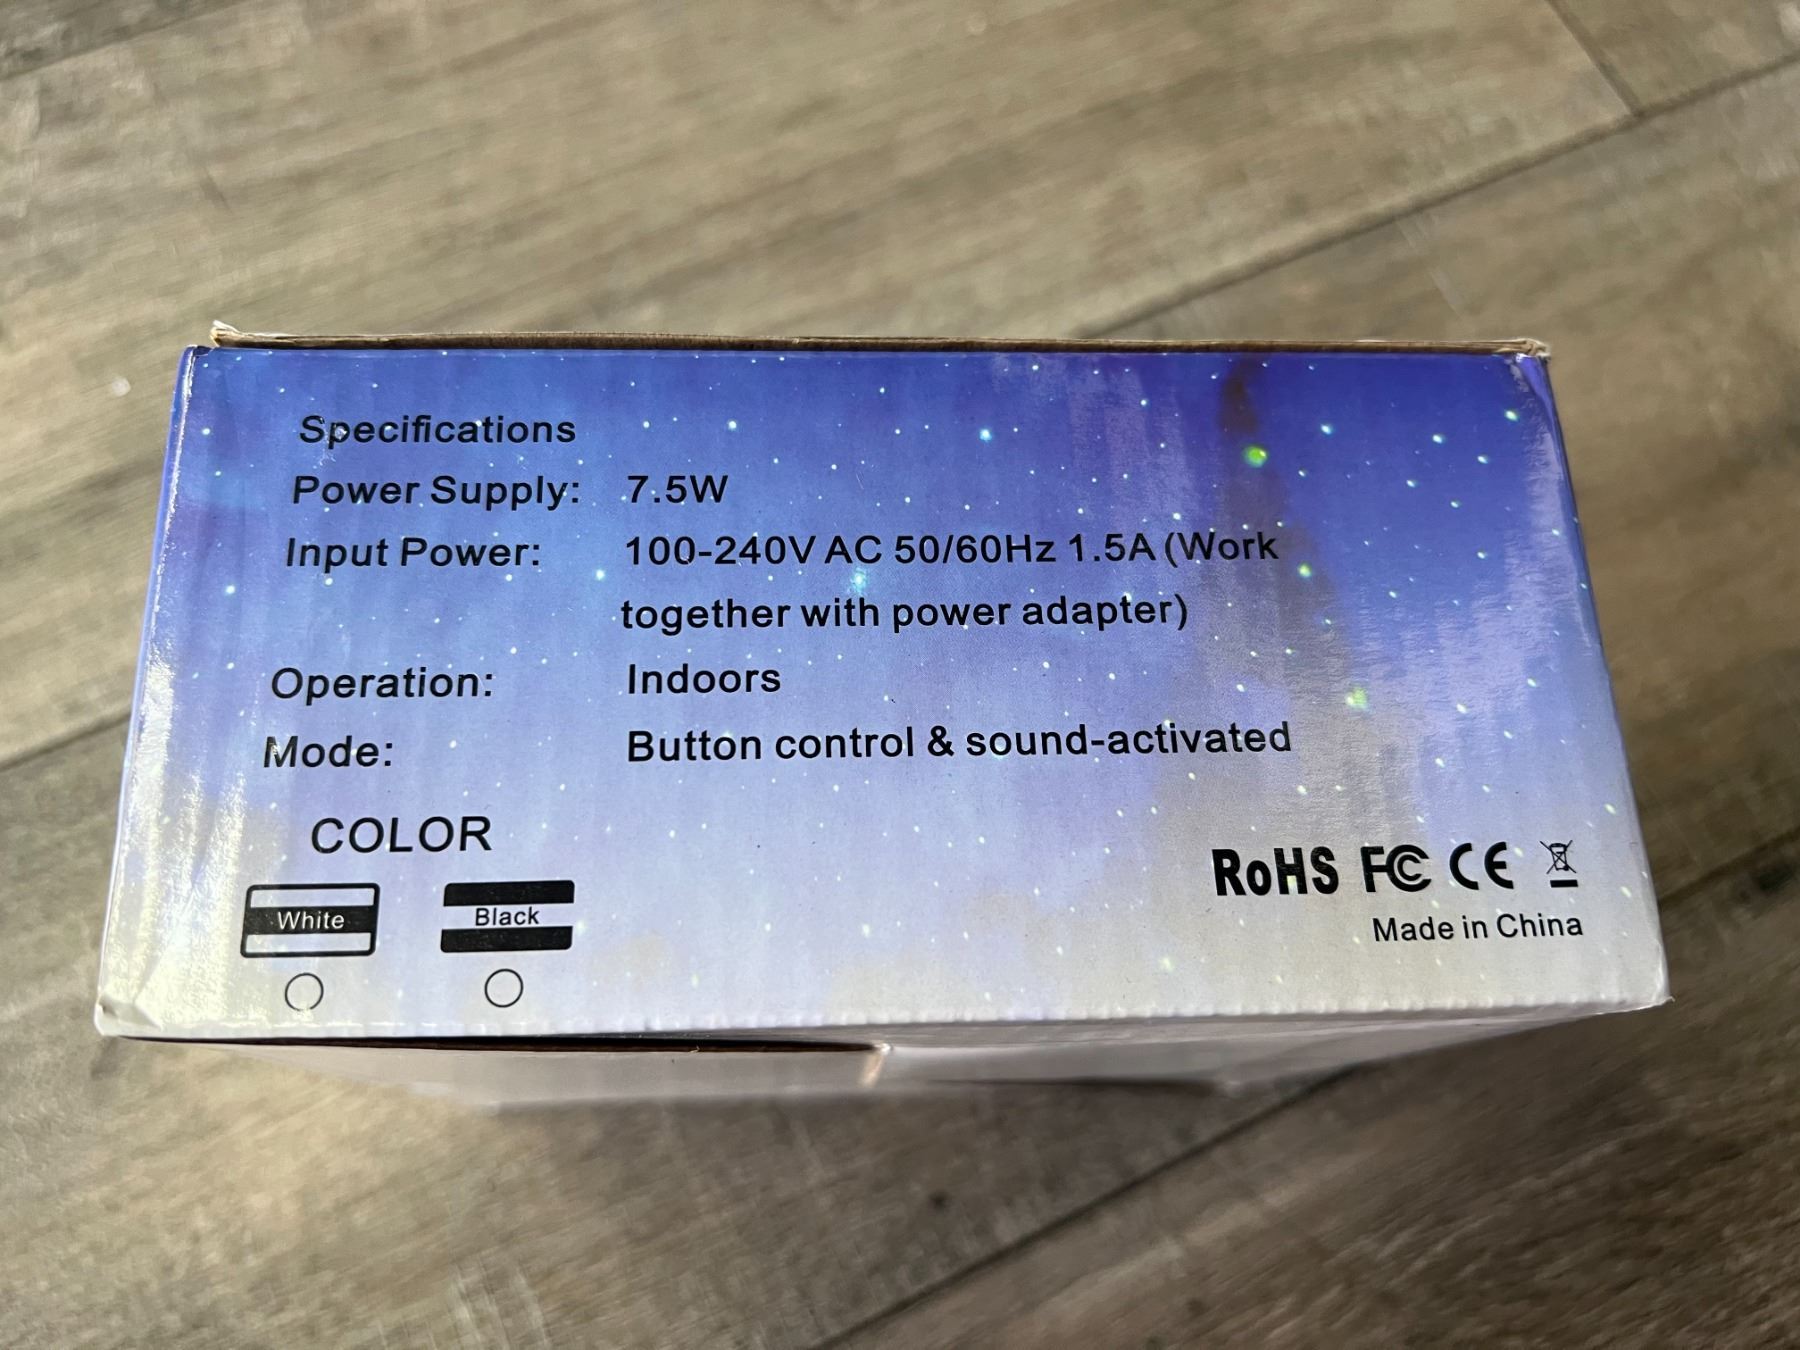 Specifications
Power Supply: 7.5W
Input Power: 100-240V AC 50/60Hz 1.5A (Work
together with power adapter)
Operation: Indoors
Mode: Button control & sound-activated
COLOR
White Black
RoHS FC CE
Made in China